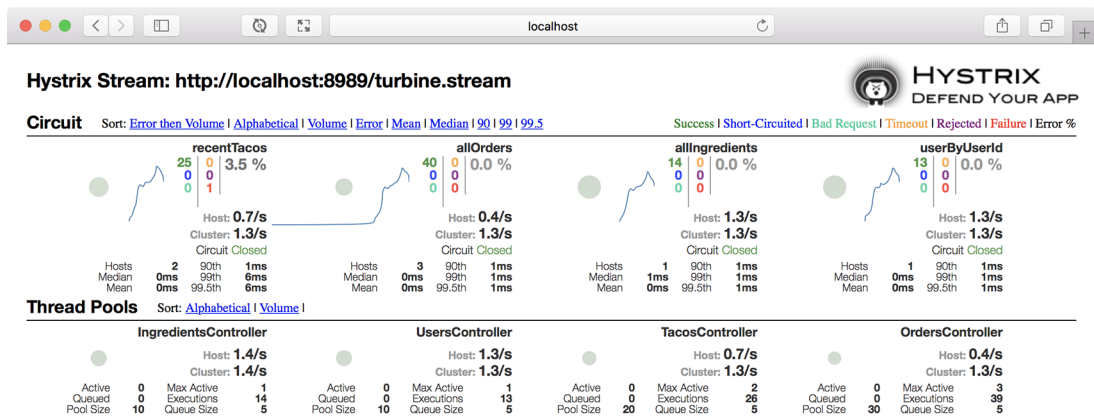 localhost
Hystrix Stream: http://localhost:8989/turbine.stream
HYSTRIX
DEFEND YOUR APP
Circuit Sort: Error then Volume | Alphabetical | Volume | Error | Mean | Median | 90 | 99 | 99.5
Success | Short-Circuited | Bad Request | Timeout | Rejected | Failure | Error %
recentTacos
25 0 3.5 %
0 0
0 1
Host: 0.7/s
Cluster: 1.3/s
Circuit Closed
Hosts 2 90th 1ms
Median 0ms 99th 6ms
Mean 0ms 99.5th 6ms
allOrders
40 0 0.0 %
0 0
0 0
Host: 0.4/s
Cluster: 1.3/s
Circuit Closed
Hosts 3 90th 1ms
Median 0ms 99th 1ms
Mean 0ms 99.5th 1ms
allIngredients
14 0 0.0 %
0 0
0 0
Host: 1.3/s
Cluster: 1.3/s
Circuit Closed
Hosts 1 90th 1ms
Median 1ms 99th 1ms
Mean 0ms 99.5th 1ms
userByUserId
13 0 0.0 %
0 0
0 0
Host: 1.3/s
Cluster: 1.3/s
Circuit Closed
Hosts 1 90th 1ms
Median 0ms 99th 1ms
Mean 0ms 99.5th 1ms
Thread Pools Sort: Alphabetical | Volume |
IngredientsController
Host: 1.4/s
Cluster: 1.4/s
Active 0 Max Active 1
Queued 0 Executions 14
Pool Size 10 Queue Size 5
UsersController
Host: 1.3/s
Cluster: 1.3/s
Active 0 Max Active 1
Queued 0 Executions 13
Pool Size 10 Queue Size 5
TacosController
Host: 0.7/s
Cluster: 1.3/s
Active 0 Max Active 2
Queued 0 Executions 26
Pool Size 20 Queue Size 5
OrdersController
Host: 0.4/s
Cluster: 1.3/s
Active 0 Max Active 3
Queued 0 Executions 39
Pool Size 30 Queue Size 5